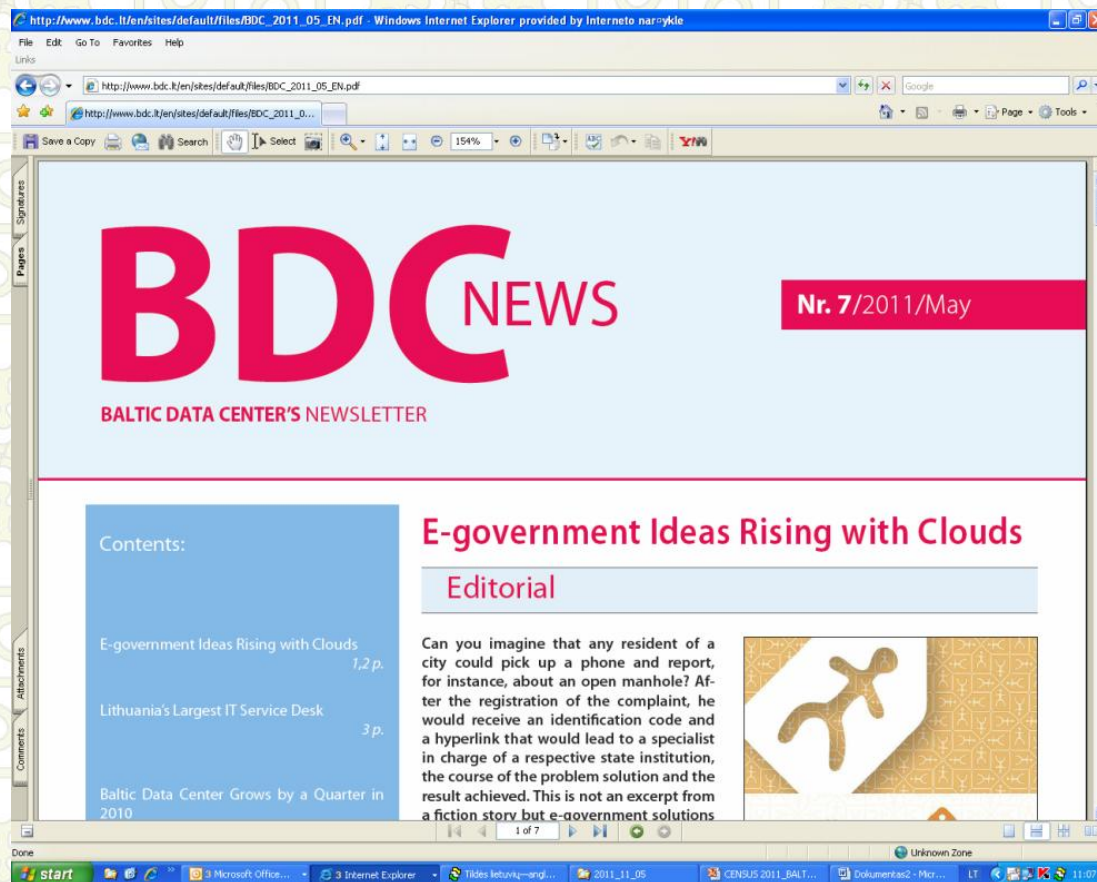 http://www.bdc.lt/en/sites/default/files/BDC_2011_05_EN.pdf - Windows Internet Explorer provided by Interneto nar¤ykle
File Edit Go To Favorites Help
Links
http://www.bdc.lt/en/sites/default/files/BDC_2011_05_EN.pdf
Google
http://www.bdc.lt/en/sites/default/files/BDC_2011_0...
Page Tools
Save a Copy Search Select 154%
Signatures
Pages
Attachments
Comments
BDC NEWS
Nr. 7/2011/May
BALTIC DATA CENTER'S NEWSLETTER
Contents:
E-government Ideas Rising with Clouds
1,2 p.
Lithuania's Largest IT Service Desk
3 p.
Baltic Data Center Grows by a Quarter in
2010
E-government Ideas Rising with Clouds
Editorial
Can you imagine that any resident of a
city could pick up a phone and report,
for instance, about an open manhole? Af-
ter the registration of the complaint, he
would receive an identification code and
a hyperlink that would lead to a specialist
in charge of a respective state institution,
the course of the problem solution and the
result achieved. This is not an excerpt from
a fiction story but e-government solutions
1 of 7
Done
Unknown Zone
start
3 Microsoft Office...
3 Internet Explorer
Tildės lietuvių—angl...
2011_11_05
CENSUS 2011_BALT...
Dokumentas2 - Micr...
LT
11:07